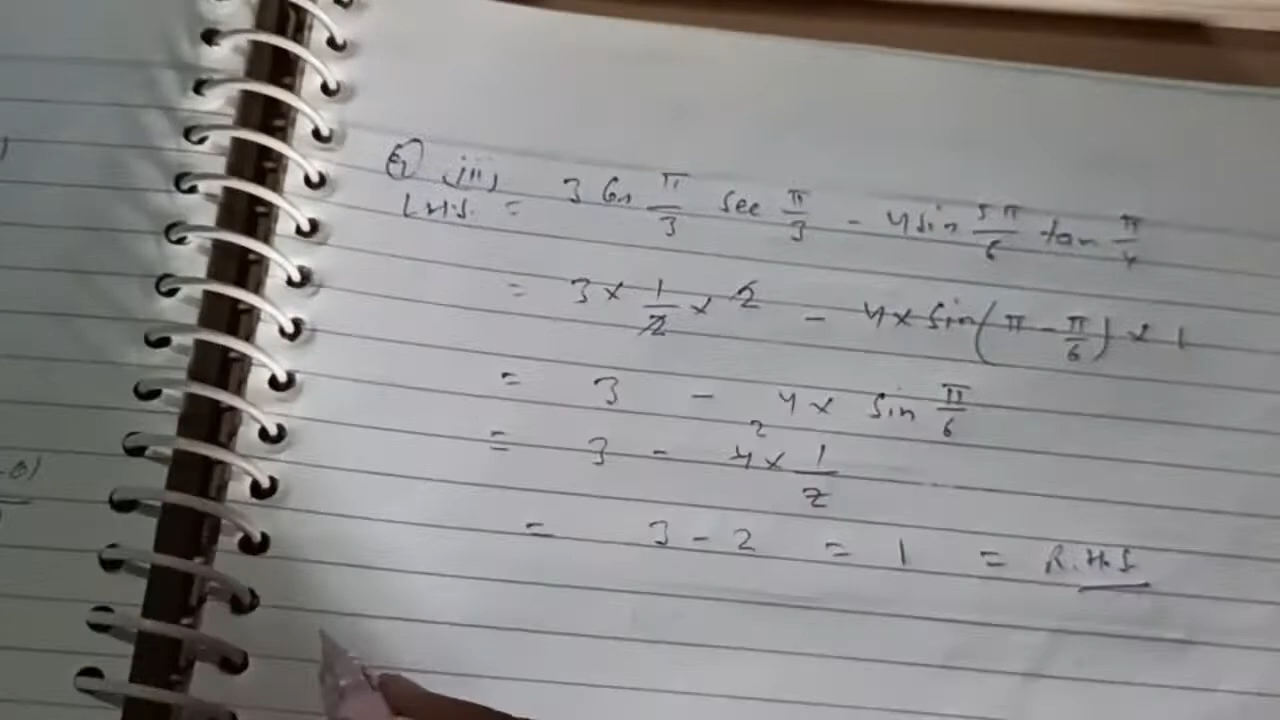 Q (iii)
L.H.S. = 3 Cos π/3 sec π/3 - 4 sin 5π/6 tan π/4
= 3 × 1/2 × 2 - 4 × sin(π - π/6) × 1
= 3 - 4 × sin π/6
= 3 - 4 × 1/2
= 3 - 2 = 1 = R.H.S